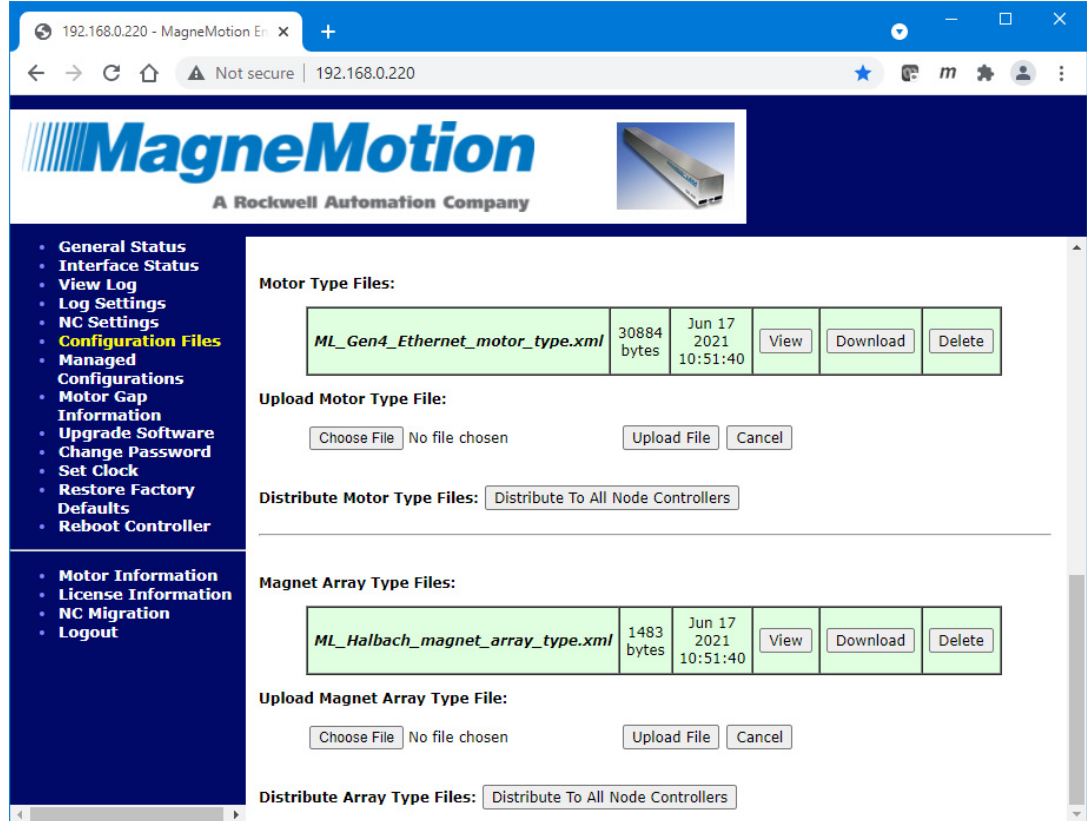 192.168.0.220 - MagneMotion En
Not secure 192.168.0.220 m
MagneMotion
A Rockwell Automation Company
General Status
Interface Status
View Log
Log Settings
NC Settings
Configuration Files
Managed
Configurations
Motor Gap
Information
Upgrade Software
Change Password
Set Clock
Restore Factory
Defaults
Reboot Controller
Motor Information
License Information
NC Migration
Logout
Motor Type Files:
ML_Gen4_Ethernet_motor_type.xml 30884 bytes Jun 17 2021 10:51:40 View Download Delete
Upload Motor Type File:
Choose File No file chosen Upload File Cancel
Distribute Motor Type Files: Distribute To All Node Controllers
Magnet Array Type Files:
ML_Halbach_magnet_array_type.xml 1483 bytes Jun 17 2021 10:51:40 View Download Delete
Upload Magnet Array Type File:
Choose File No file chosen Upload File Cancel
Distribute Array Type Files: Distribute To All Node Controllers